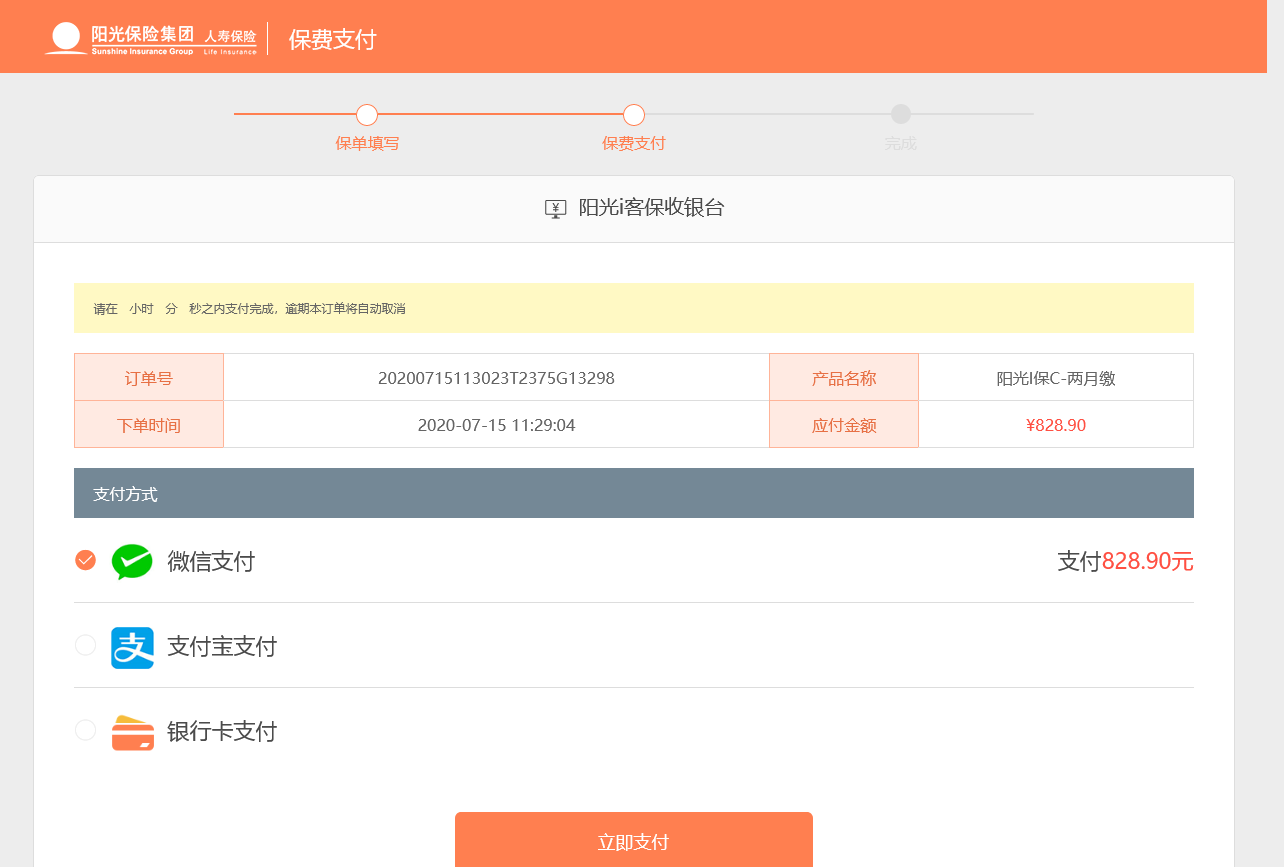 阳光保险集团 人寿保险 保费支付
Sunshine Insurance Group Life Insurance
保单填写 保费支付 完成
阳光i客保收银台
请在 小时 分 秒之内支付完成，逾期本订单将自动取消
订单号 20200715113023T2375G13298 产品名称 阳光I保C-两月缴
下单时间 2020-07-15 11:29:04 应付金额 ¥828.90
支付方式
微信支付 支付828.90元
支付宝支付
银行卡支付
立即支付